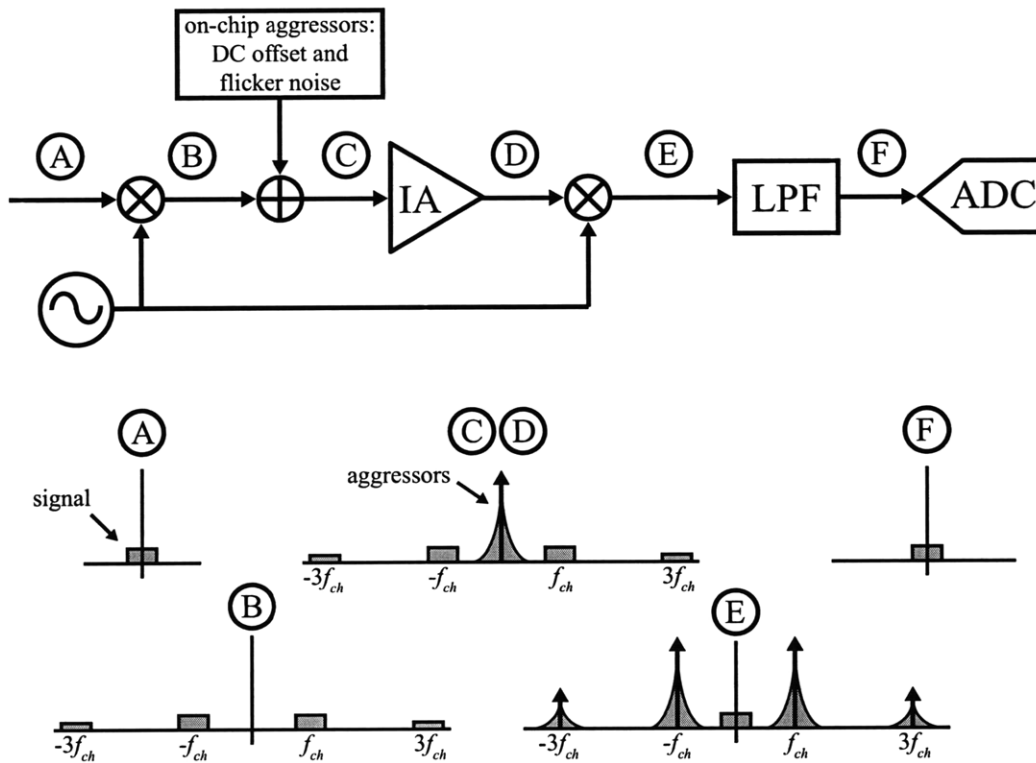 on-chip aggressors:
DC offset and
flicker noise
A
B
C
D
E
F
IA
LPF
ADC
A
signal
C D
aggressors
F
-3f_ch -f_ch f_ch 3f_ch
B
-3f_ch -f_ch f_ch 3f_ch
E
-3f_ch -f_ch f_ch 3f_ch